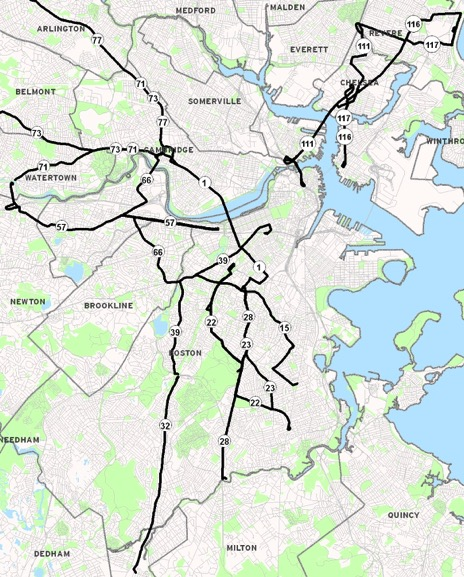 MEDFORD
MALDEN
116
ARLINGTON
REVERE
77
111
117
EVERETT
71
CHELSEA
BELMONT
73
SOMERVILLE
117
77
73
116
111
73
71
CAMBRIDGE
WINTHRO
71
WATERTOWN
66
1
57
57
66
39
1
NEWTON
BROOKLINE
22
28
15
39
23
BOSTON
23
22
32
28
NEEDHAM
QUINCY
DEDHAM
MILTON